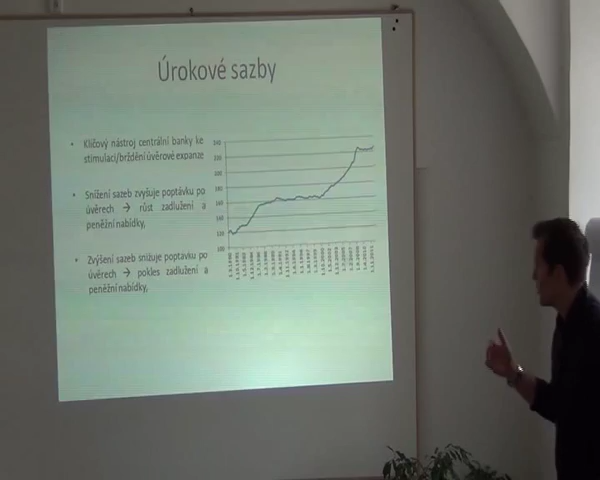 Úrokové sazby
• Klíčový nástroj centrální banky ke
stimulaci/brždění úvěrové expanze
• Snížení sazeb zvyšuje poptávku po
úvěrech → růst zadlužení a
peněžní nabídky,
• Zvýšení sazeb snižuje poptávku po
úvěrech → pokles zadlužení a
peněžní nabídky,